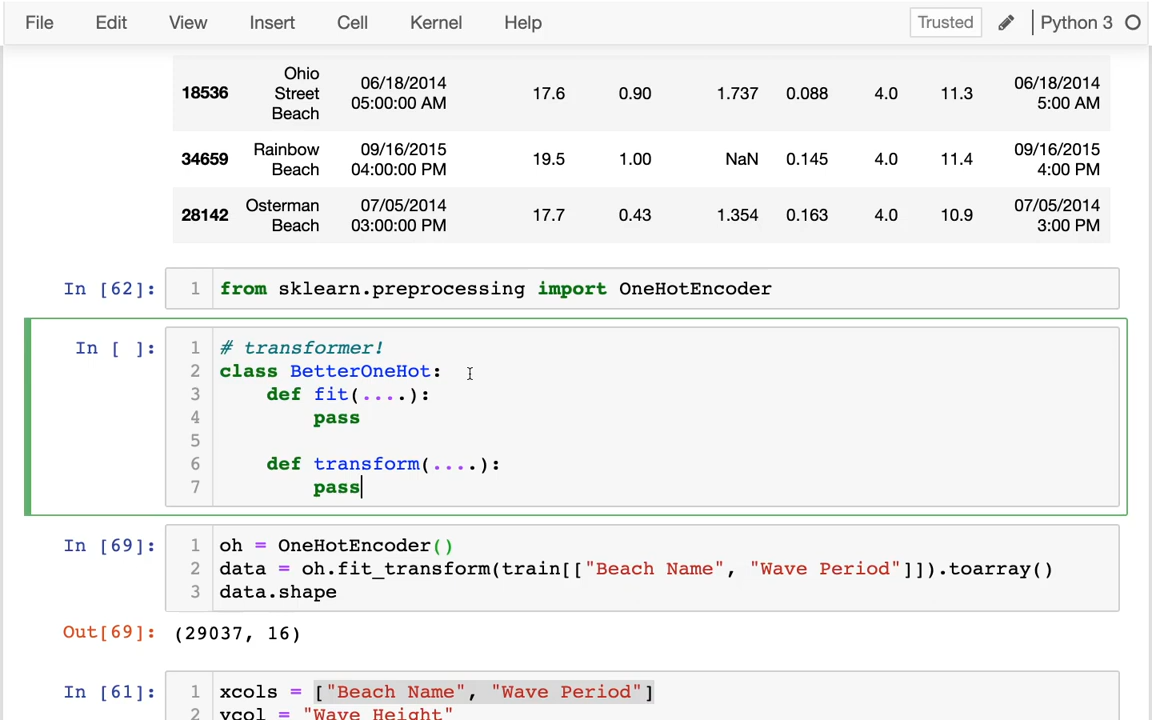 File Edit View Insert Cell Kernel Help Trusted Python 3
18536 Ohio Street Beach 06/18/2014 05:00:00 AM 17.6 0.90 1.737 0.088 4.0 11.3 06/18/2014 5:00 AM
34659 Rainbow Beach 09/16/2015 04:00:00 PM 19.5 1.00 NaN 0.145 4.0 11.4 09/16/2015 4:00 PM
28142 Osterman Beach 07/05/2014 03:00:00 PM 17.7 0.43 1.354 0.163 4.0 10.9 07/05/2014 3:00 PM
In [62]: 1 from sklearn.preprocessing import OneHotEncoder
In [ ]: 1 # transformer!
2 class BetterOneHot:
3 def fit(....):
4 pass
5
6 def transform(....):
7 pass
In [69]: 1 oh = OneHotEncoder()
2 data = oh.fit_transform(train[["Beach Name", "Wave Period"]]).toarray()
3 data.shape
Out[69]: (29037, 16)
In [61]: 1 xcols = ["Beach Name", "Wave Period"]
2 ycol = "Wave Height"